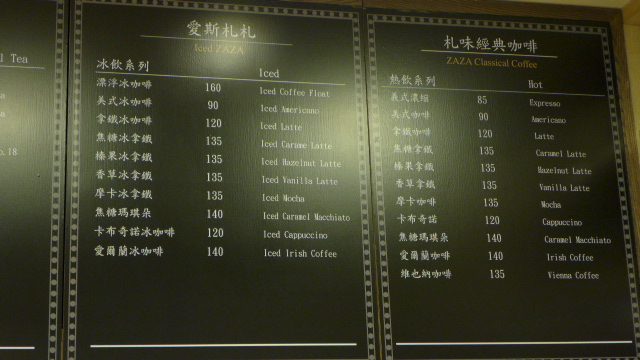 l Tea
o.18
愛斯札札
Iced ZAZA
冰飲系列 Iced
漂浮冰咖啡 160 Iced Coffee Float
美式冰咖啡 90 Iced Americano
拿鐵冰咖啡 120 Iced Latte
焦糖冰拿鐵 135 Iced Carame Latte
榛果冰拿鐵 135 Iced Hazelnut Latte
香草冰拿鐵 135 Iced Vanilla Latte
摩卡冰拿鐵 135 Iced Mocha
焦糖瑪琪朵 140 Iced Caramel Macchiato
卡布奇諾冰咖啡 120 Iced Cappuccino
愛爾蘭冰咖啡 140 Iced Irish Coffee
札味經典咖啡
ZAZA Classical Coffee
熱飲系列 Hot
義式濃縮 85 Espresso
美式咖啡 90 Americano
拿鐵咖啡 120 Latte
焦糖拿鐵 135 Caramel Latte
榛果拿鐵 135 Hazelnut Latte
香草拿鐵 135 Vanilla Latte
摩卡咖啡 135 Mocha
卡布奇諾 120 Cappuccino
焦糖瑪琪朵 140 Caramel Macchiato
愛爾蘭咖啡 140 Irish Coffee
維也納咖啡 135 Vienna Coffee